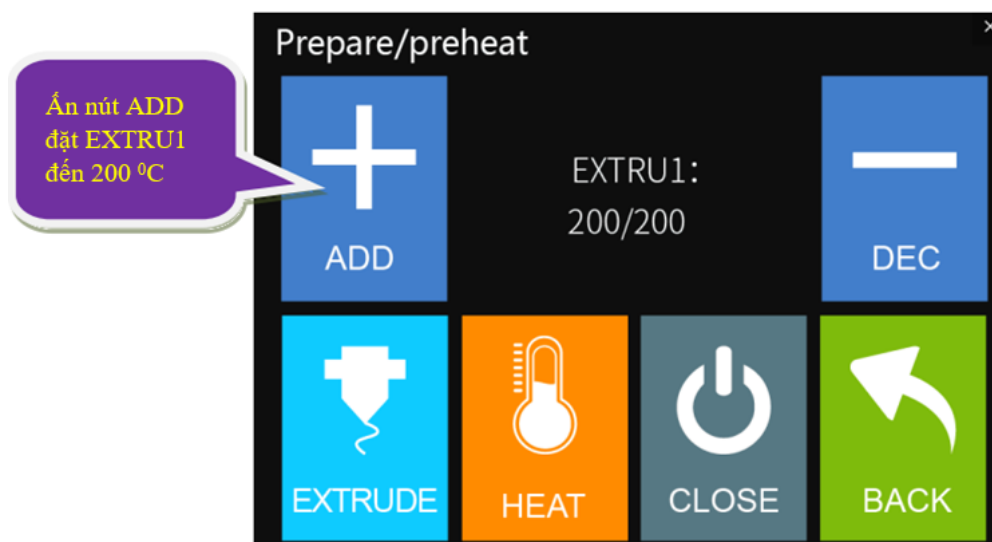 Prepare/preheat
Ấn nút ADD
đặt EXTRU1
đến 200 ⁰C
EXTRU1:
200/200
ADD
DEC
EXTRUDE
HEAT
CLOSE
BACK